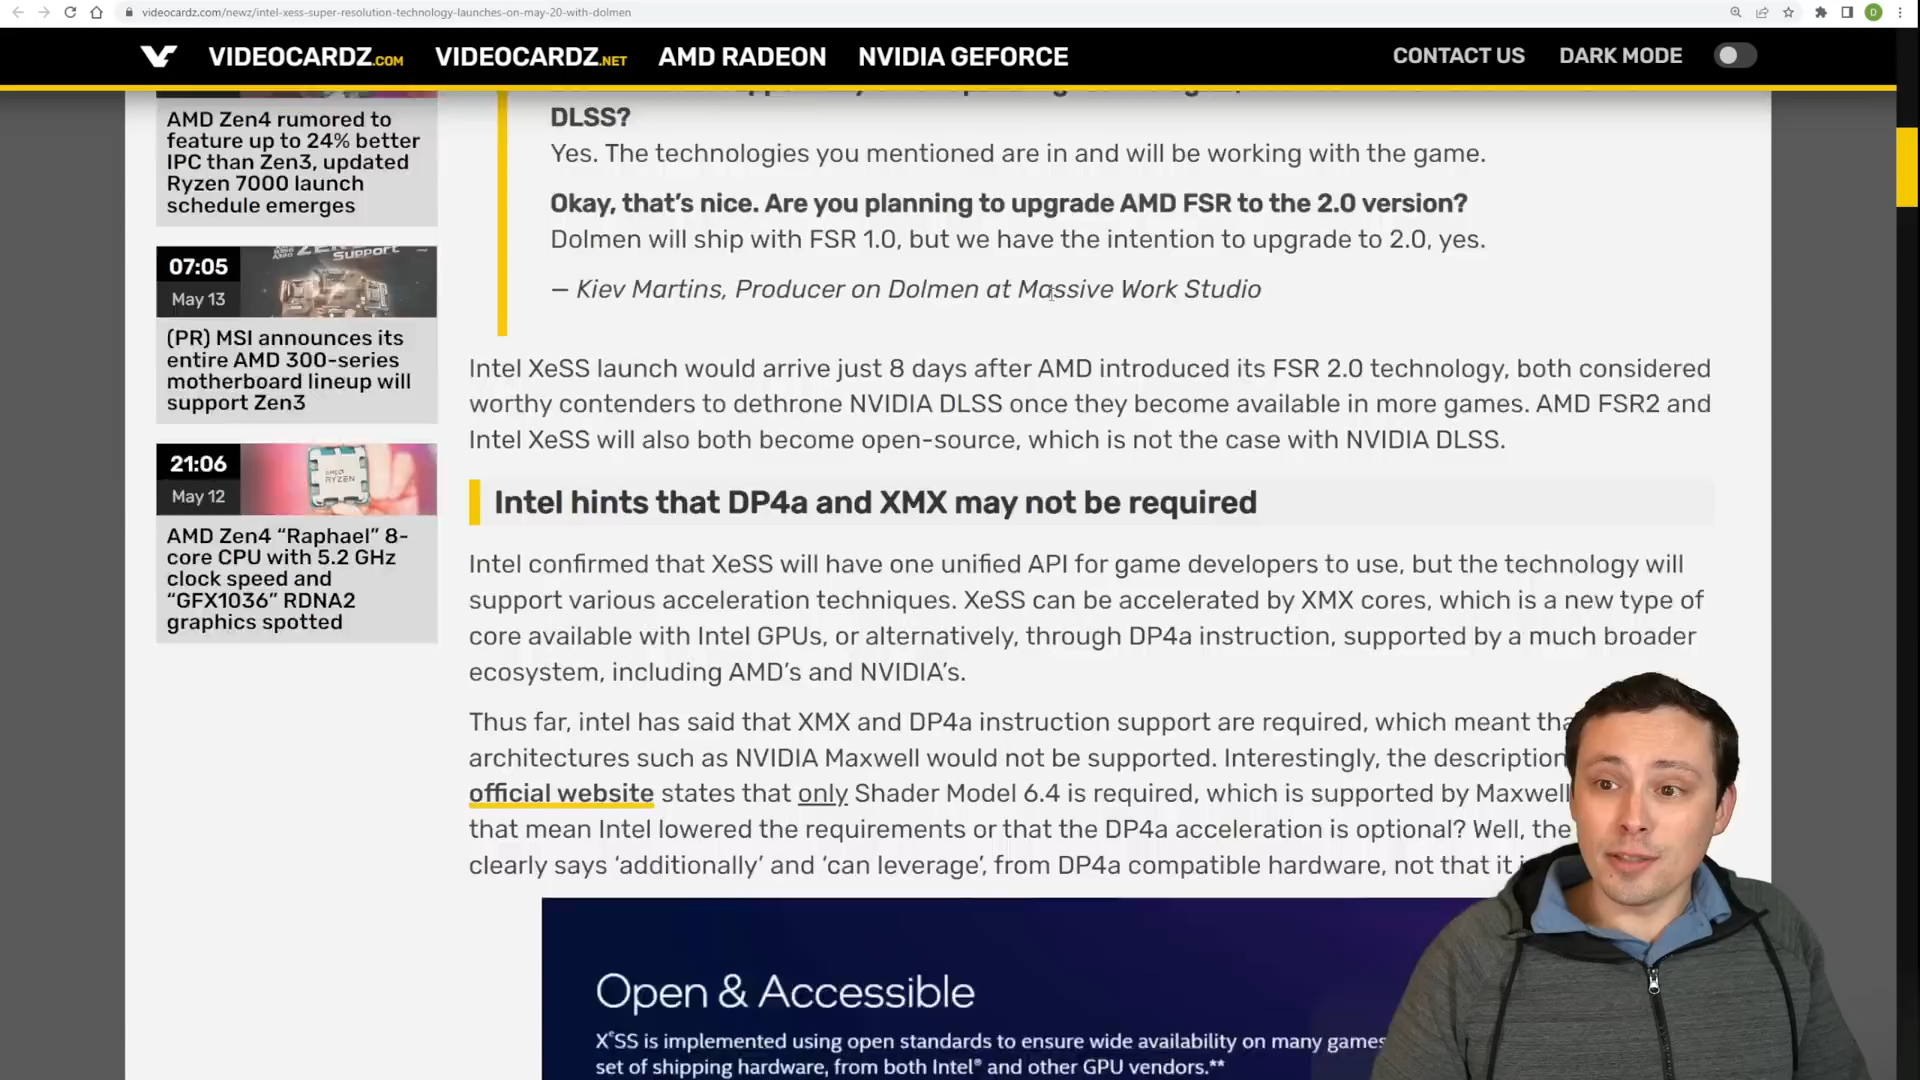 videocardz.com/newz/intel-xess-super-resolution-technology-launches-on-may-20-with-dolmen
D
VIDEOCARDZ.COM VIDEOCARDZ.NET AMD RADEON NVIDIA GEFORCE CONTACT US DARK MODE
AMD Zen4 rumored to
feature up to 24% better
IPC than Zen3, updated
Ryzen 7000 launch
schedule emerges
Support
07:05
May 13
(PR) MSI announces its
entire AMD 300-series
motherboard lineup will
support Zen3
21:06
May 12
AMD
RYZEN
AMD Zen4 “Raphael” 8-
core CPU with 5.2 GHz
clock speed and
“GFX1036” RDNA2
graphics spotted
DLSS?
Yes. The technologies you mentioned are in and will be working with the game.
Okay, that’s nice. Are you planning to upgrade AMD FSR to the 2.0 version?
Dolmen will ship with FSR 1.0, but we have the intention to upgrade to 2.0, yes.
— Kiev Martins, Producer on Dolmen at Massive Work Studio
Intel XeSS launch would arrive just 8 days after AMD introduced its FSR 2.0 technology, both considered
worthy contenders to dethrone NVIDIA DLSS once they become available in more games. AMD FSR2 and
Intel XeSS will also both become open-source, which is not the case with NVIDIA DLSS.
Intel hints that DP4a and XMX may not be required
Intel confirmed that XeSS will have one unified API for game developers to use, but the technology will
support various acceleration techniques. XeSS can be accelerated by XMX cores, which is a new type of
core available with Intel GPUs, or alternatively, through DP4a instruction, supported by a much broader
ecosystem, including AMD’s and NVIDIA’s.
Thus far, intel has said that XMX and DP4a instruction support are required, which meant
architectures such as NVIDIA Maxwell would not be supported. Interestingly, the description
official website states that only Shader Model 6.4 is required, which is supported by Maxwell
that mean Intel lowered the requirements or that the DP4a acceleration is optional? Well, the
clearly says ‘additionally’ and ‘can leverage’, from DP4a compatible hardware, not that it
Open & Accessible
XeSS is implemented using open standards to ensure wide availability on many games
set of shipping hardware, from both Intel® and other GPU vendors.**